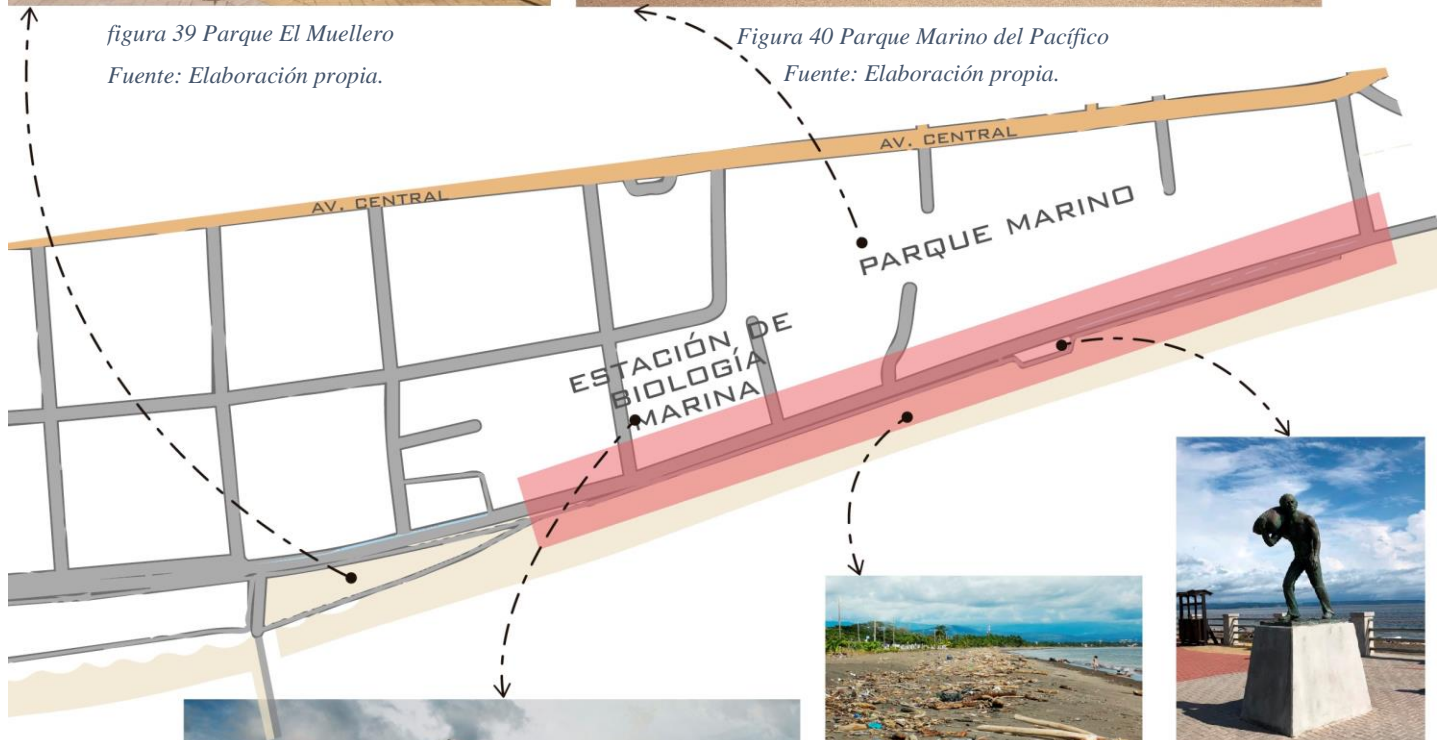 figura 39 Parque El Muellero
Fuente: Elaboración propia.
Figura 40 Parque Marino del Pacífico
Fuente: Elaboración propia.
AV. CENTRAL
AV. CENTRAL
PARQUE MARINO
ESTACIÓN DE
BIOLOGÍA
MARINA